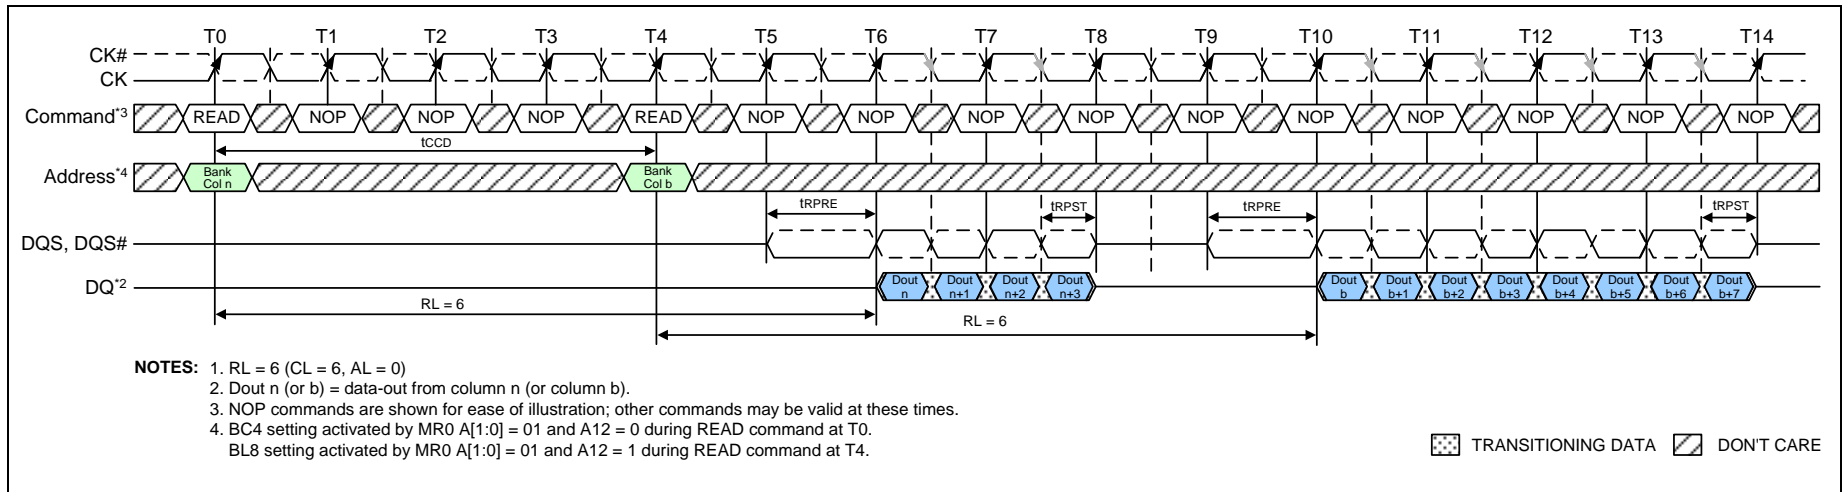 T0 T1 T2 T3 T4 T5 T6 T7 T8 T9 T10 T11 T12 T13 T14
CK#
CK
Command*3 READ NOP NOP NOP READ NOP NOP NOP NOP NOP NOP NOP NOP NOP NOP
tCCD
Address*4 Bank Col n Bank Col b
tRPRE tRPST tRPRE tRPST
DQS, DQS#
DQ*2 Dout n Dout n+1 Dout n+2 Dout n+3 Dout b Dout b+1 Dout b+2 Dout b+3 Dout b+4 Dout b+5 Dout b+6 Dout b+7
RL = 6
RL = 6
NOTES: 1. RL = 6 (CL = 6, AL = 0)
2. Dout n (or b) = data-out from column n (or column b).
3. NOP commands are shown for ease of illustration; other commands may be valid at these times.
4. BC4 setting activated by MR0 A[1:0] = 01 and A12 = 0 during READ command at T0.
BL8 setting activated by MR0 A[1:0] = 01 and A12 = 1 during READ command at T4.
TRANSITIONING DATA DON'T CARE